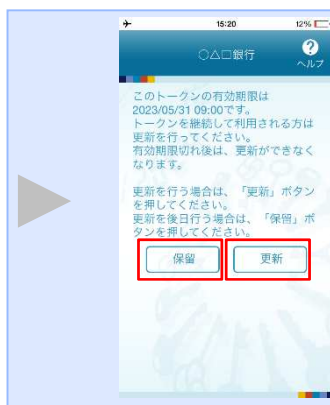 15:20
12%
○△□銀行
?
ヘルプ
このトークンの有効期限は
2023/05/31 09:00です。
トークンを継続して利用される方は
更新を行ってください。
有効期限切れ後は、更新ができなく
なります。
更新を行う場合は、「更新」ボタン
を押してください。
更新を後日行う場合は、「保留」ボ
タンを押してください。
保留
更新